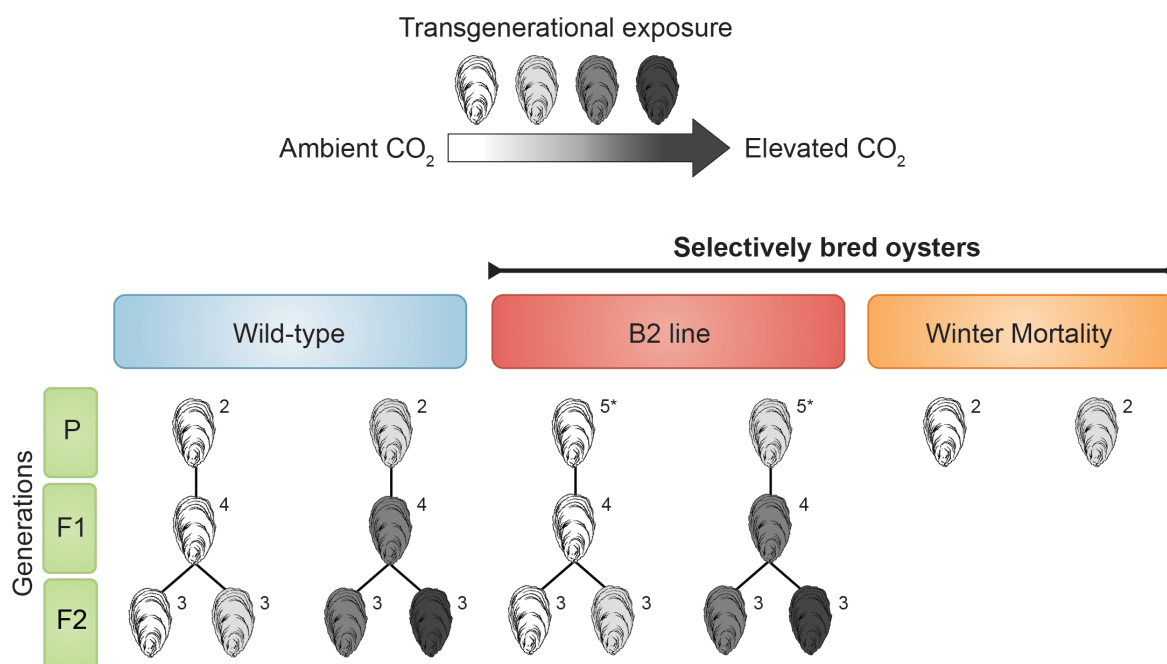 Transgenerational exposure
Ambient CO₂
Elevated CO₂
Selectively bred oysters
Wild-type
B2 line
Winter Mortality
Generations
P
2
2
5*
5*
2
2
F1
4
4
4
4
F2
3
3
3
3
3
3
3
3